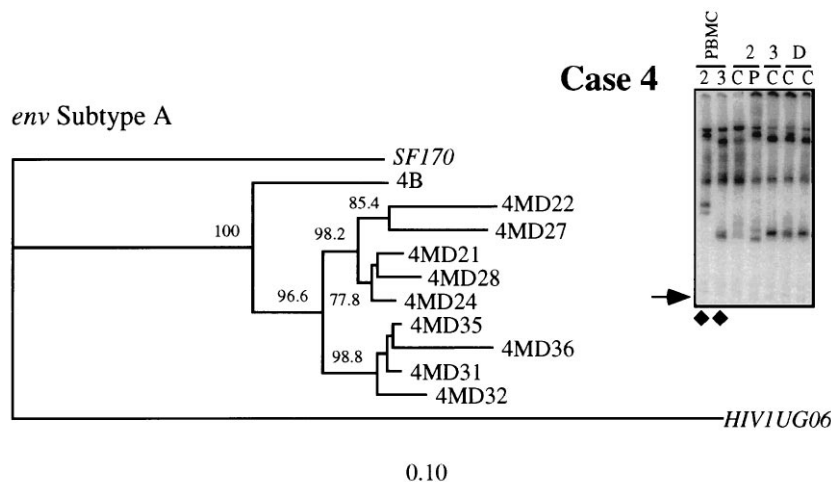 Case 4
PBMC 2 3 D
2 3 C P C C C
env Subtype A
SF170
4B
85.4
4MD22
100
98.2
4MD27
4MD21
4MD28
96.6
77.8
4MD24
4MD35
98.8
4MD36
4MD31
4MD32
HIV1UG06
0.10